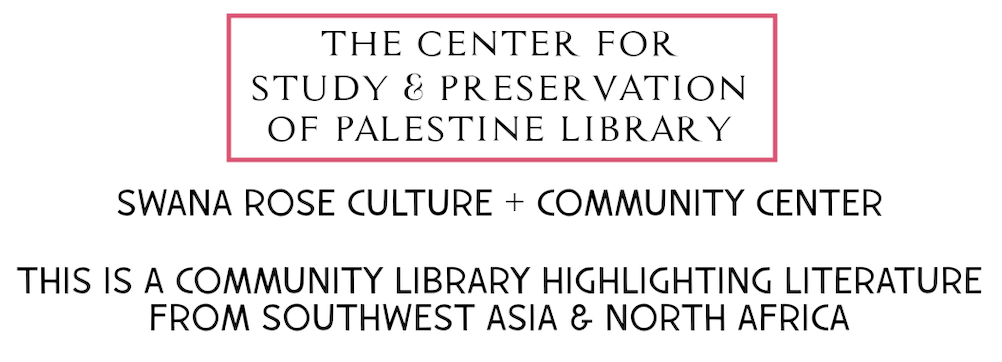 THE CENTER FOR
STUDY & PRESERVATION
OF PALESTINE LIBRARY
SWANA ROSE CULTURE + COMMUNITY CENTER
THIS IS A COMMUNITY LIBRARY HIGHLIGHTING LITERATURE
FROM SOUTHWEST ASIA & NORTH AFRICA